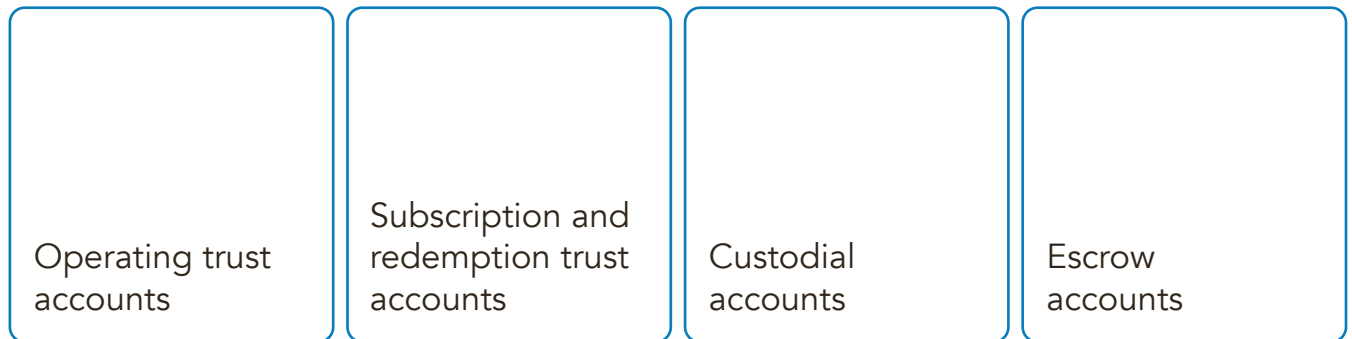 Operating trust
accounts
Subscription and
redemption trust
accounts
Custodial
accounts
Escrow
accounts